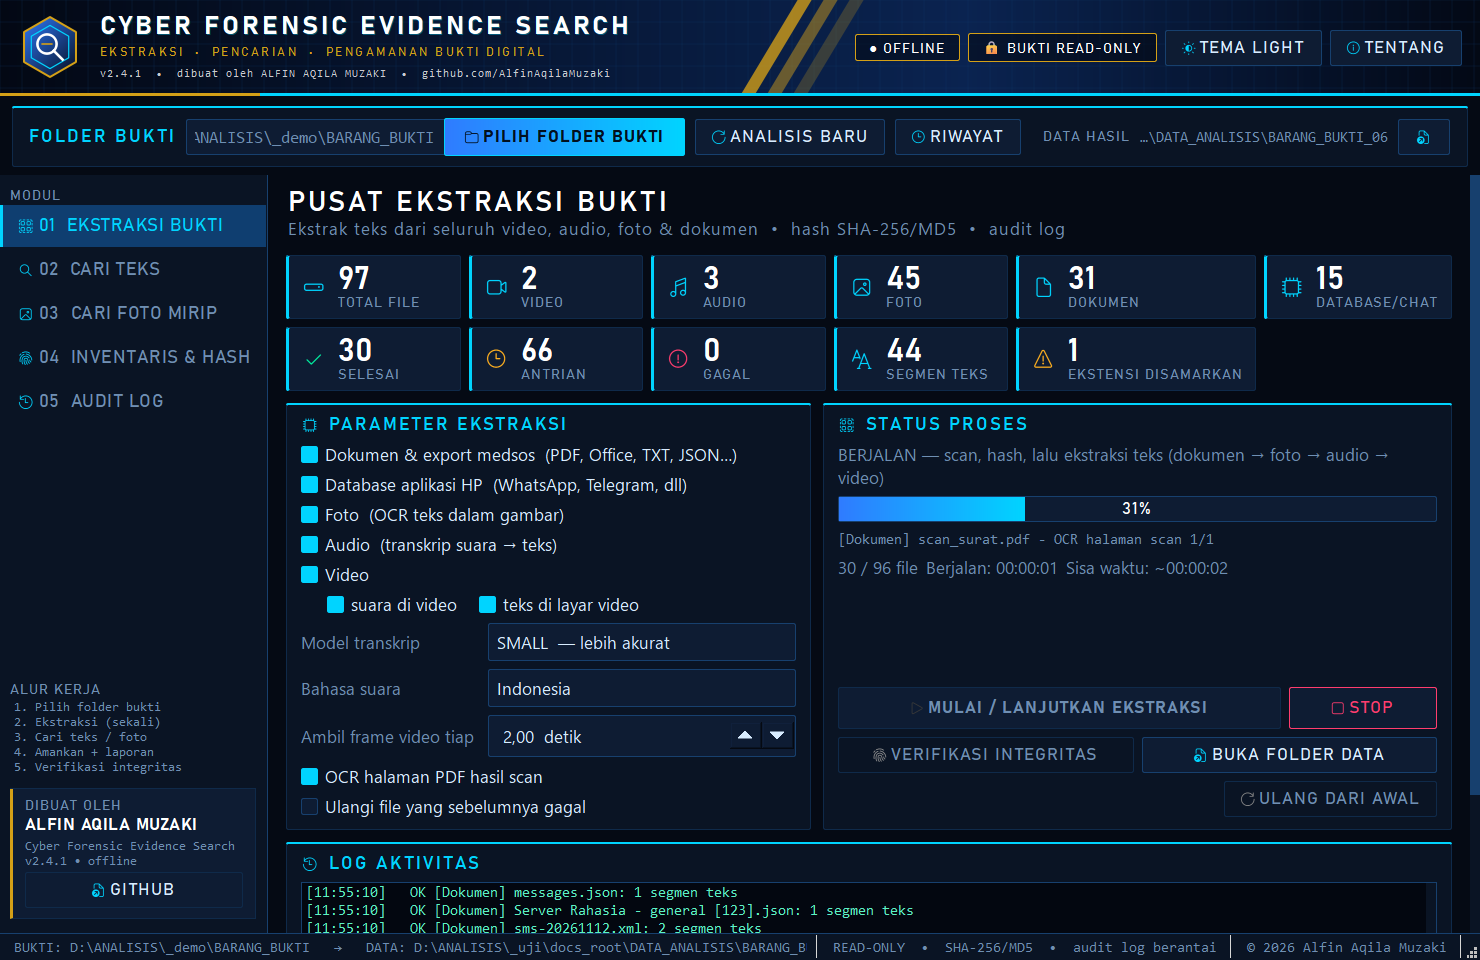 CYBER FORENSIC EVIDENCE SEARCH
EKSTRAKSI · PENCARIAN · PENGAMANAN BUKTI DIGITAL
v2.4.1 • dibuat oleh ALFIN AQILA MUZAKI • github.com/AlfinAqilaMuzaki
● OFFLINE
BUKTI READ-ONLY
TEMA LIGHT
TENTANG
FOLDER BUKTI
ANALISIS\_demo\BARANG_BUKTI
PILIH FOLDER BUKTI
ANALISIS BARU
RIWAYAT
DATA HASIL
…\DATA_ANALISIS\BARANG_BUKTI_06
MODUL
01 EKSTRAKSI BUKTI
02 CARI TEKS
03 CARI FOTO MIRIP
04 INVENTARIS & HASH
05 AUDIT LOG
PUSAT EKSTRAKSI BUKTI
Ekstrak teks dari seluruh video, audio, foto & dokumen • hash SHA-256/MD5 • audit log
97
TOTAL FILE
2
VIDEO
3
AUDIO
45
FOTO
31
DOKUMEN
15
DATABASE/CHAT
30
SELESAI
66
ANTRIAN
0
GAGAL
44
SEGMEN TEKS
1
EKSTENSI DISAMARKAN
PARAMETER EKSTRAKSI
Dokumen & export medsos (PDF, Office, TXT, JSON...)
Database aplikasi HP (WhatsApp, Telegram, dll)
Foto (OCR teks dalam gambar)
Audio (transkrip suara → teks)
Video
suara di video
teks di layar video
Model transkrip
SMALL — lebih akurat
Bahasa suara
Indonesia
Ambil frame video tiap
2,00 detik
OCR halaman PDF hasil scan
Ulangi file yang sebelumnya gagal
STATUS PROSES
BERJALAN — scan, hash, lalu ekstraksi teks (dokumen → foto → audio →
video)
31%
[Dokumen] scan_surat.pdf - OCR halaman scan 1/1
30 / 96 file Berjalan: 00:00:01 Sisa waktu: ~00:00:02
MULAI / LANJUTKAN EKSTRAKSI
STOP
VERIFIKASI INTEGRITAS
BUKA FOLDER DATA
ULANG DARI AWAL
ALUR KERJA
1. Pilih folder bukti
2. Ekstraksi (sekali)
3. Cari teks / foto
4. Amankan + laporan
5. Verifikasi integritas
DIBUAT OLEH
ALFIN AQILA MUZAKI
Cyber Forensic Evidence Search
v2.4.1 • offline
GITHUB
LOG AKTIVITAS
[11:55:10] OK [Dokumen] messages.json: 1 segmen teks
[11:55:10] OK [Dokumen] Server Rahasia - general [123].json: 1 segmen teks
[11:55:10] OK [Dokumen] sms-20261112.xml: 2 segmen teks
BUKTI: D:\ANALISIS\_demo\BARANG_BUKTI → DATA: D:\ANALISIS\_uji\docs_root\DATA_ANALISIS\BARANG_B
READ-ONLY • SHA-256/MD5 • audit log berantai
© 2026 Alfin Aqila Muzaki